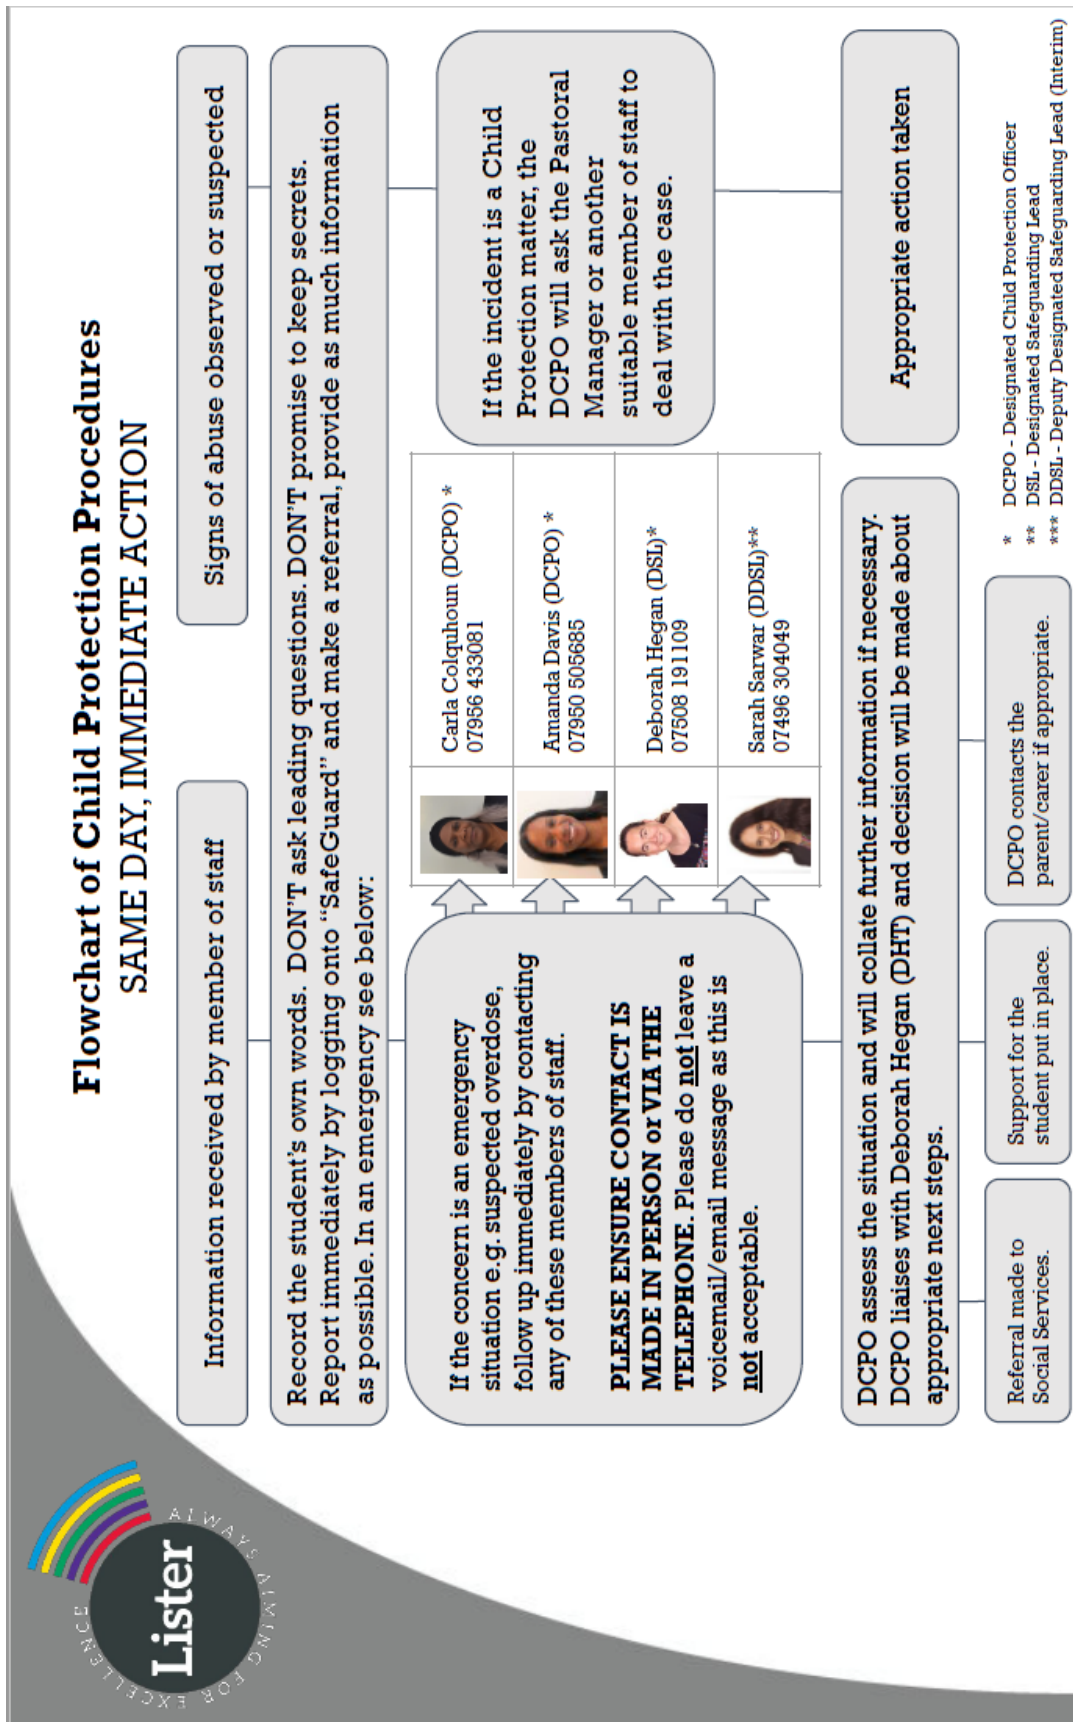 Lister
ALWAYS AIMING FOR EXCELLENCE
Flowchart of Child Protection Procedures
SAME DAY, IMMEDIATE ACTION
Information received by member of staff
Signs of abuse observed or suspected
Record the student's own words. DON'T ask leading questions. DON'T promise to keep secrets.
Report immediately by logging onto "SafeGuard" and make a referral, provide as much information
as possible. In an emergency see below:
If the concern is an emergency
situation e.g. suspected overdose,
follow up immediately by contacting
any of these members of staff.
PLEASE ENSURE CONTACT IS
MADE IN PERSON or VIA THE
TELEPHONE. Please do not leave a
voicemail/email message as this is
not acceptable.
Carla Colquhoun (DCPO) *
07956 433081
Amanda Davis (DCPO) *
07950 505685
Deborah Hegan (DSL)*
07508 191109
Sarah Sarwar (DDSL)**
07496 304049
If the incident is a Child
Protection matter, the
DCPO will ask the Pastoral
Manager or another
suitable member of staff to
deal with the case.
DCPO assess the situation and will collate further information if necessary.
DCPO liaises with Deborah Hegan (DHT) and decision will be made about
appropriate next steps.
Appropriate action taken
Referral made to
Social Services.
Support for the
student put in place.
DCPO contacts the
parent/carer if appropriate.
* DCPO - Designated Child Protection Officer
** DSL - Designated Safeguarding Lead
*** DDSL - Deputy Designated Safeguarding Lead (Interim)